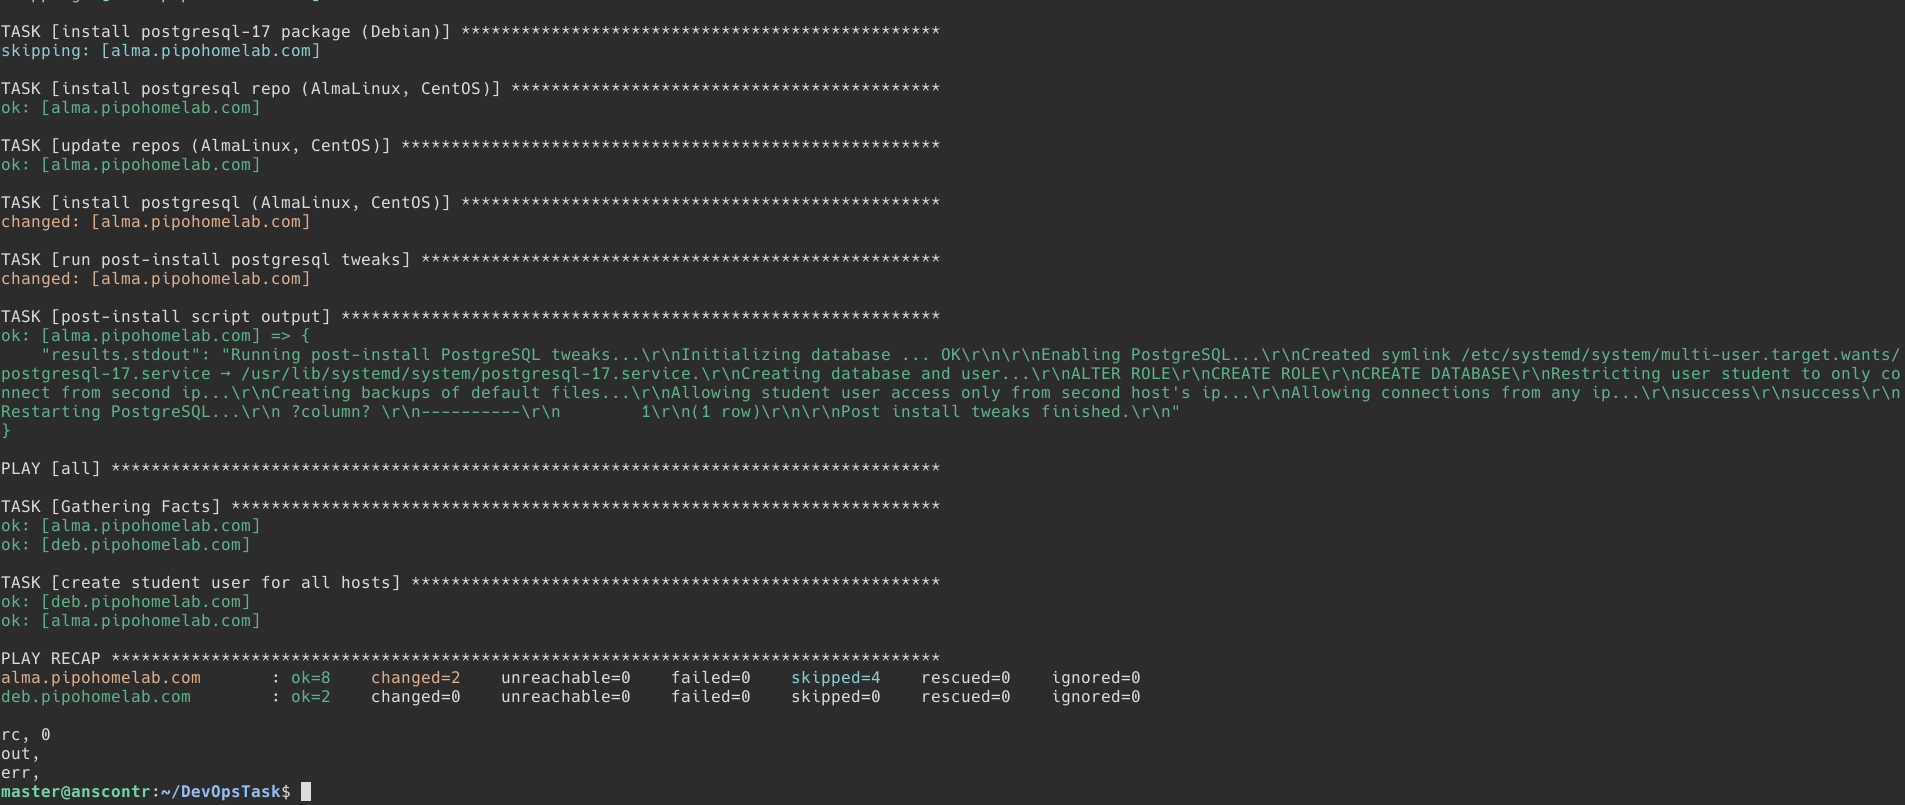 TASK [install postgresql-17 package (Debian)] ************************************************
skipping: [alma.pipohomelab.com]
TASK [install postgresql repo (AlmaLinux, CentOS)] *******************************************
ok: [alma.pipohomelab.com]
TASK [update repos (AlmaLinux, CentOS)] ******************************************************
ok: [alma.pipohomelab.com]
TASK [install postgresql (AlmaLinux, CentOS)] ************************************************
changed: [alma.pipohomelab.com]
TASK [run post-install postgresql tweaks] ****************************************************
changed: [alma.pipohomelab.com]
TASK [post-install script output] ************************************************************
ok: [alma.pipohomelab.com] => {
    "results.stdout": "Running post-install PostgreSQL tweaks...\r\nInitializing database ... OK\r\n\r\nEnabling PostgreSQL...\r\nCreated symlink /etc/systemd/system/multi-user.target.wants/
postgresql-17.service → /usr/lib/systemd/system/postgresql-17.service.\r\nCreating database and user...\r\nALTER ROLE\r\nCREATE ROLE\r\nCREATE DATABASE\r\nRestricting user student to only co
nnect from second ip...\r\nCreating backups of default files...\r\nAllowing student user access only from second host's ip...\r\nAllowing connections from any ip...\r\nsuccess\r\nsuccess\r\n
Restarting PostgreSQL...\r\n ?column? \r\n----------\r\n        1\r\n(1 row)\r\n\r\nPost install tweaks finished.\r\n"
}
PLAY [all] ***********************************************************************************
TASK [Gathering Facts] ***********************************************************************
ok: [alma.pipohomelab.com]
ok: [deb.pipohomelab.com]
TASK [create student user for all hosts] *****************************************************
ok: [deb.pipohomelab.com]
ok: [alma.pipohomelab.com]
PLAY RECAP ***********************************************************************************
alma.pipohomelab.com       : ok=8    changed=2    unreachable=0    failed=0    skipped=4    rescued=0    ignored=0
deb.pipohomelab.com        : ok=2    changed=0    unreachable=0    failed=0    skipped=0    rescued=0    ignored=0
rc, 0
out,
err,
master@anscontr:~/DevOpsTask$